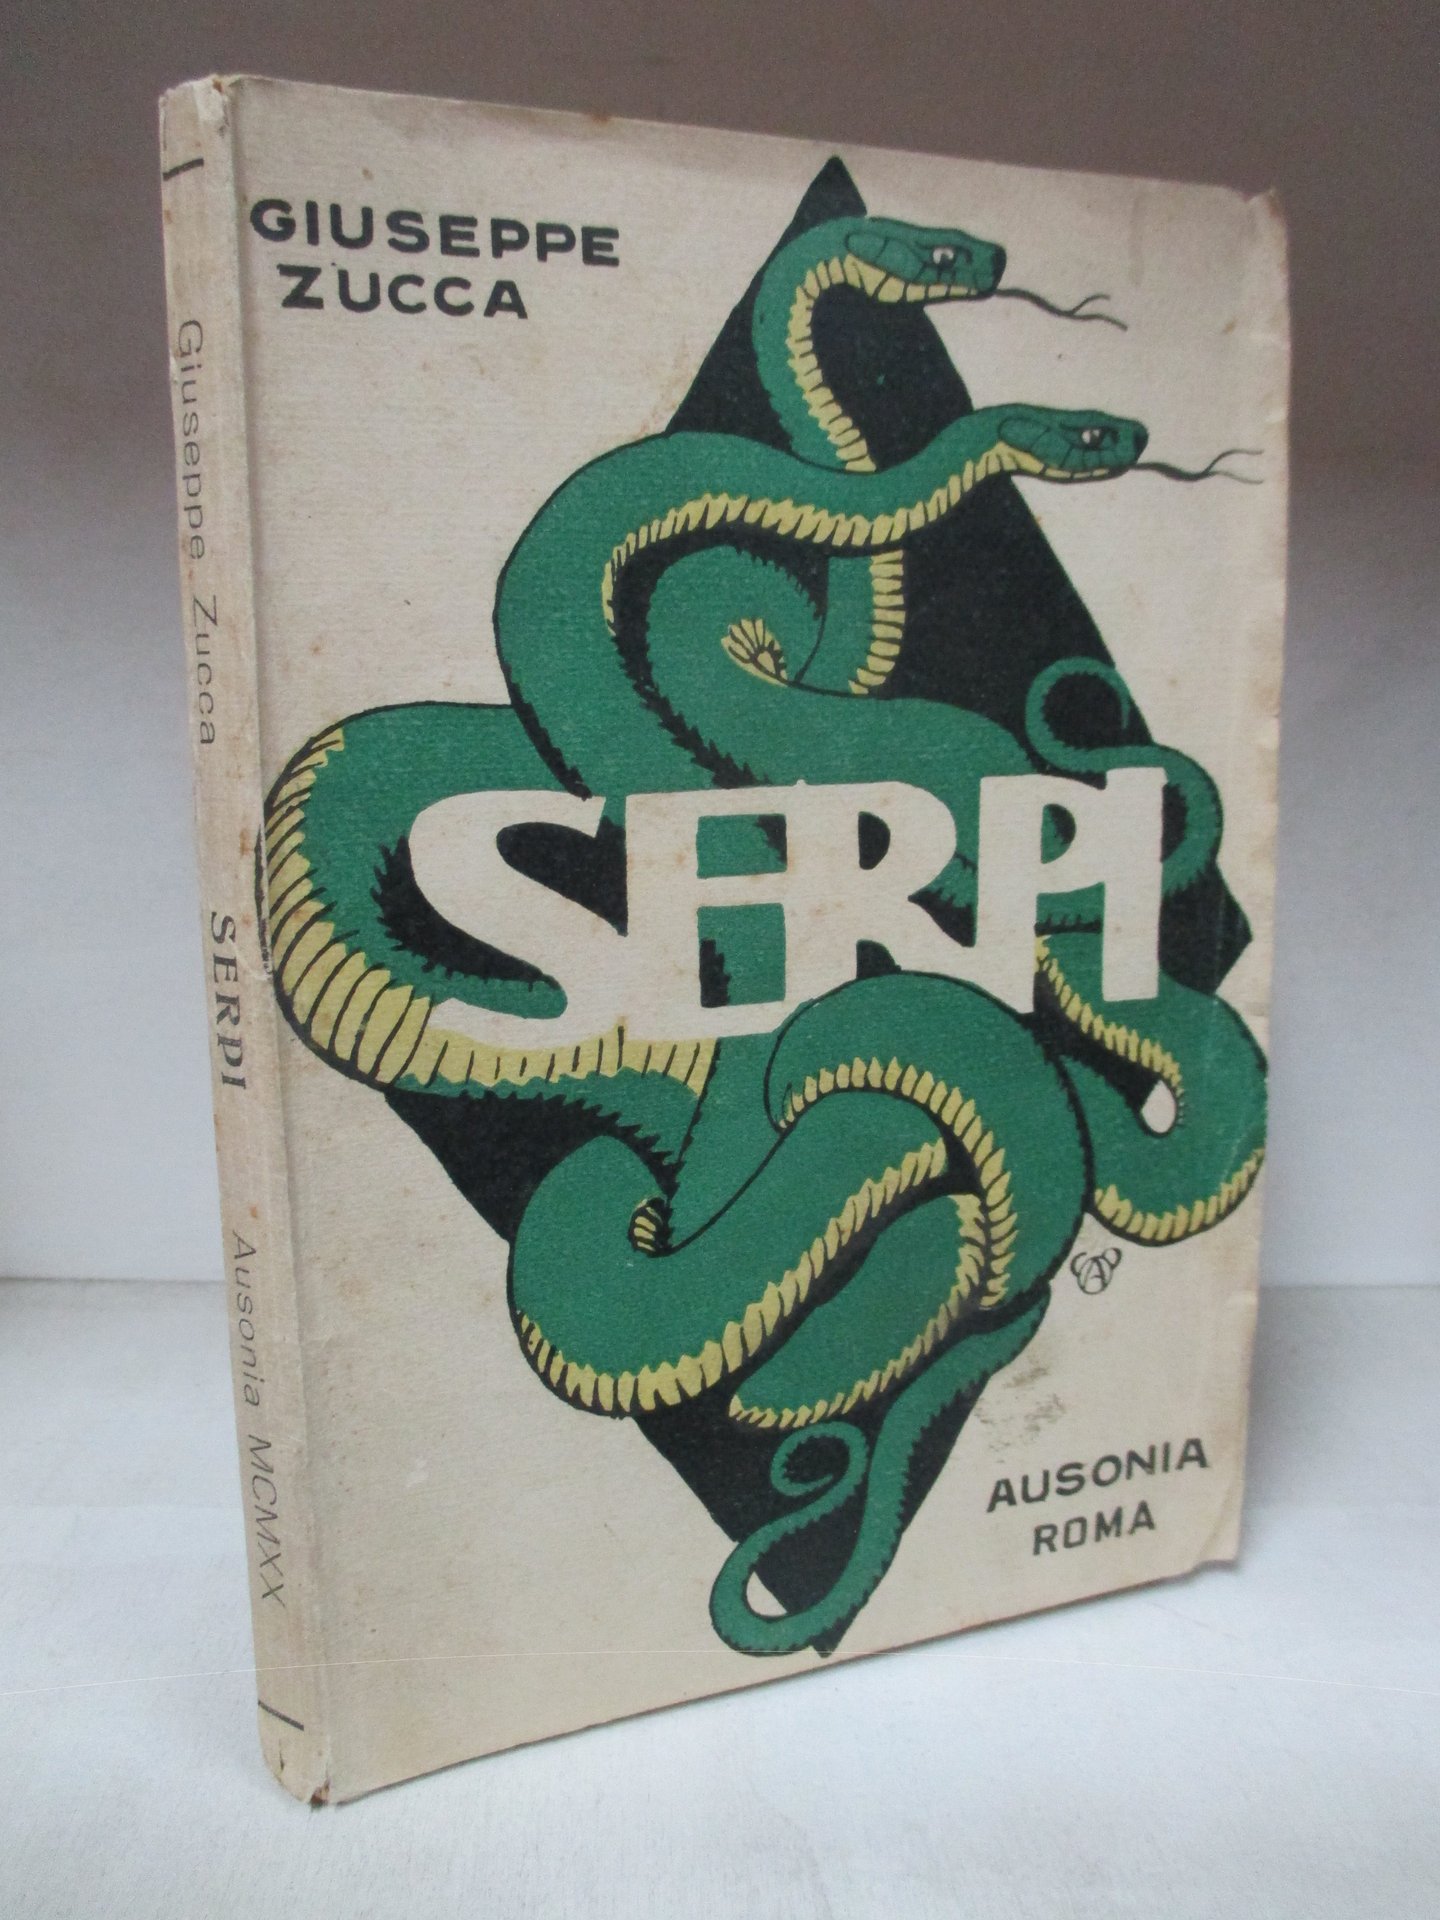 GIUSEPPE
ZUCCA
SERPI
AUSONIA
ROMA
Giuseppe Zucca SERPI Ausonia MCMXX